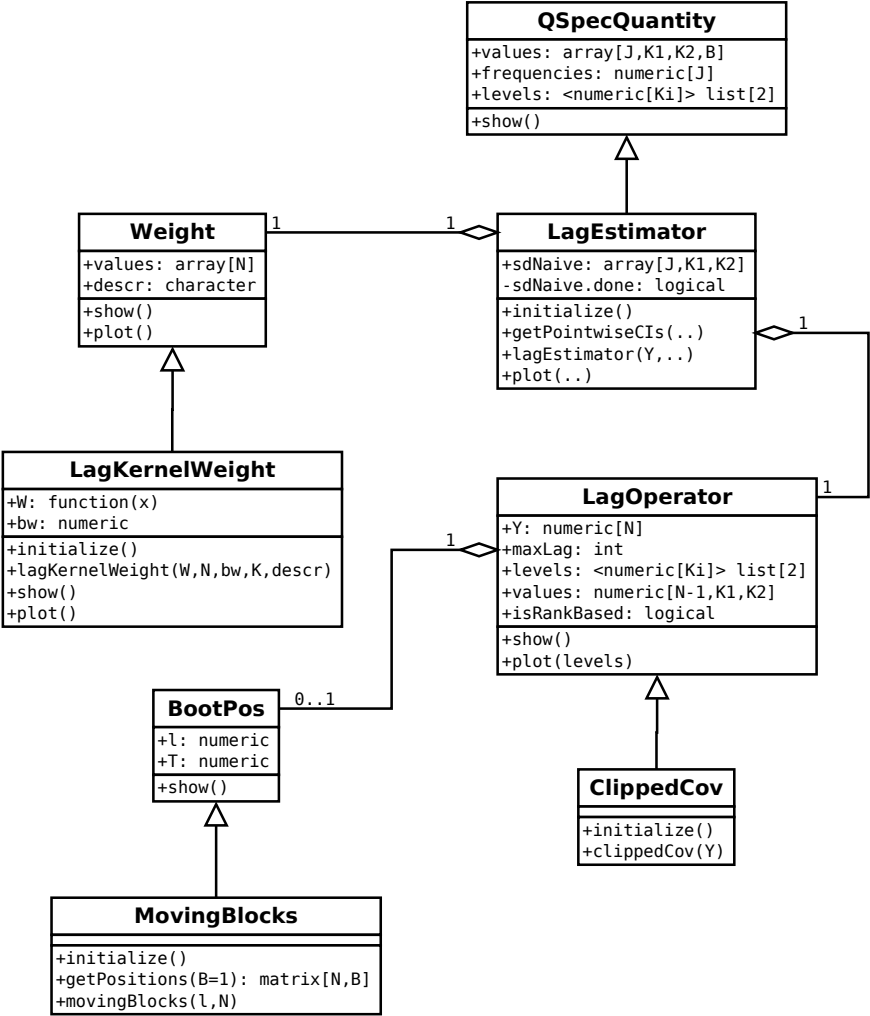 QSpecQuantity
+values: array[J,K1,K2,B]
+frequencies: numeric[J]
+levels: <numeric[Ki]> list[2]
+show()
Weight
+values: array[N]
+descr: character
+show()
+plot()
1
1
LagEstimator
+sdNaive: array[J,K1,K2]
-sdNaive.done: logical
+initialize()
+getPointwiseCIs(..)
+lagEstimator(Y,..)
+plot(..)
1
LagKernelWeight
+W: function(x)
+bw: numeric
+initialize()
+lagKernelWeight(W,N,bw,K,descr)
+show()
+plot()
1
LagOperator
+Y: numeric[N]
+maxLag: int
+levels: <numeric[Ki]> list[2]
+values: numeric[N-1,K1,K2]
+isRankBased: logical
+show()
+plot(levels)
1
BootPos
+l: numeric
+T: numeric
+show()
0..1
ClippedCov
+initialize()
+clippedCov(Y)
MovingBlocks
+initialize()
+getPositions(B=1): matrix[N,B]
+movingBlocks(l,N)